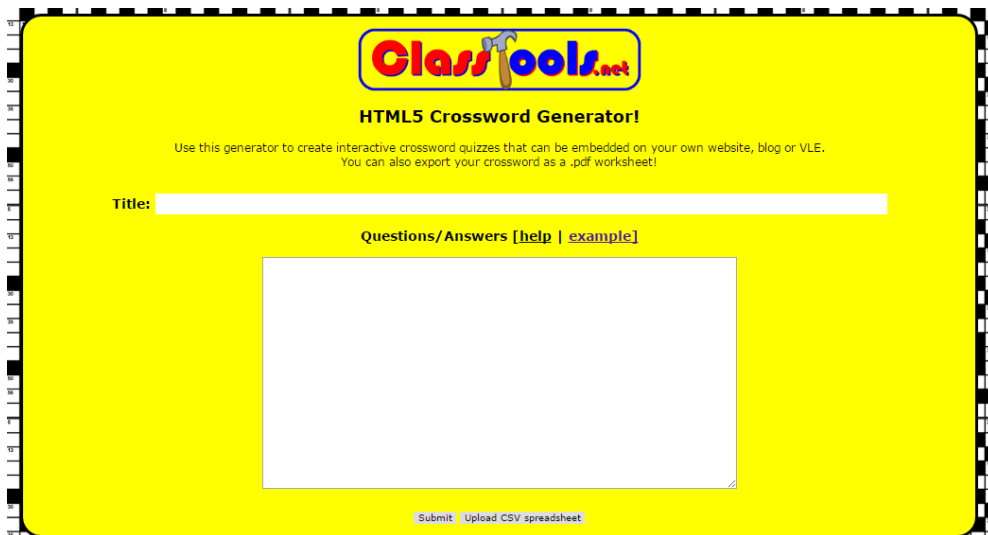 ClassTools.net
HTML5 Crossword Generator!
Use this generator to create interactive crossword quizzes that can be embedded on your own website, blog or VLE.
You can also export your crossword as a .pdf worksheet!
Title:
Questions/Answers [help | example]
Submit Upload CSV spreadsheet